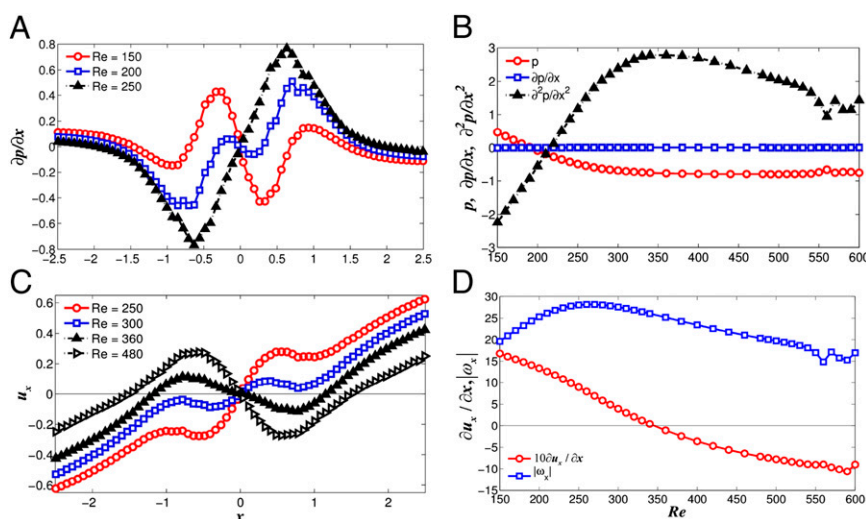 A
∂p/∂x
0.8
0.6
0.4
0.2
0
−0.2
−0.4
−0.6
−0.8
Re = 150
Re = 200
Re = 250
−2.5 −2 −1.5 −1 −0.5 0 0.5 1 1.5 2 2.5
B
p, ∂p/∂x, ∂²p/∂x²
3
2
1
0
−1
−2
−3
p
∂p/∂x
∂²p/∂x²
150 200 250 300 350 400 450 500 550 600
C
u_x
0.6
0.4
0.2
0
−0.2
−0.4
−0.6
Re = 250
Re = 300
Re = 360
Re = 480
−2 −1 0 1 2
x
D
∂u_x / ∂x, |ω_x|
30
25
20
15
10
5
0
−5
−10
−15
10∂u_x / ∂x
|ω_x|
150 200 250 300 350 400 450 500 550 600
Re